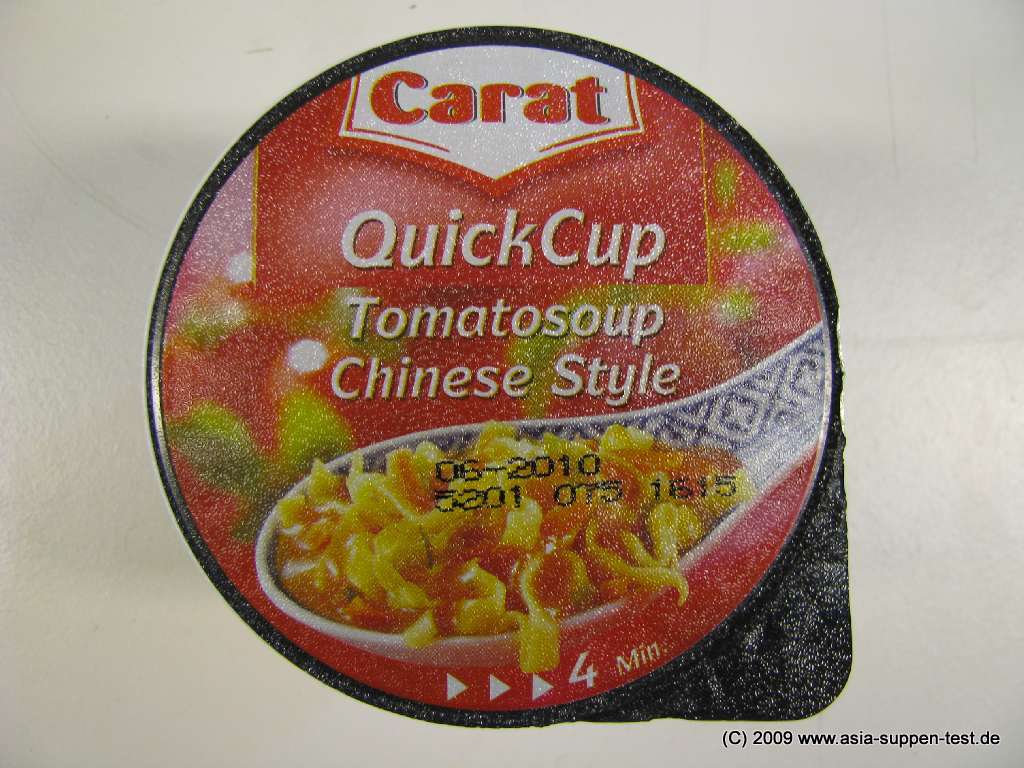 Carat
QuickCup
Tomatosoup
Chinese Style
06-2010
5201 075 1615
4 Min.
(C) 2009 www.asia-suppen-test.de